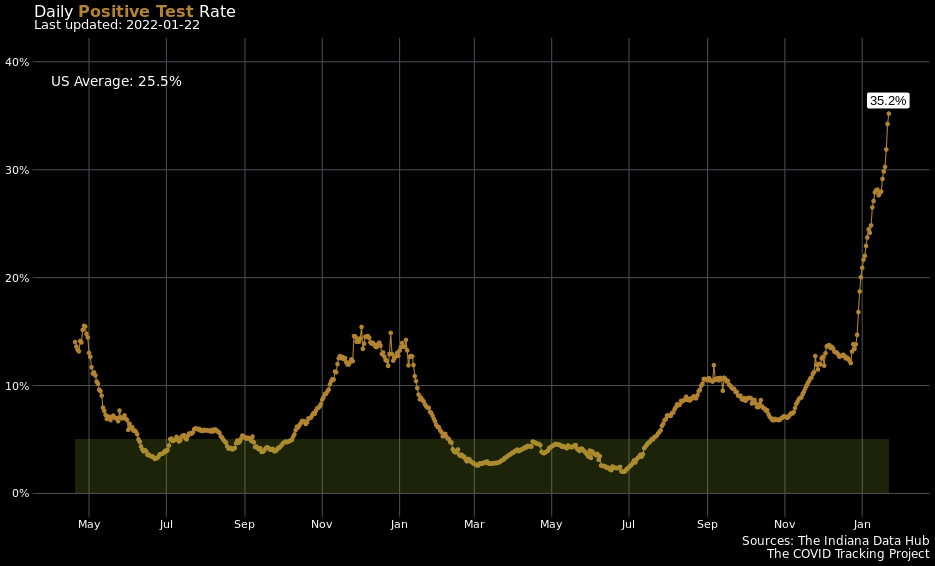 Daily Positive Test Rate
Last updated: 2022-01-22
40%
US Average: 25.5%
35.2%
30%
20%
10%
0%
May Jul Sep Nov Jan Mar May Jul Sep Nov Jan
Sources: The Indiana Data Hub
The COVID Tracking Project